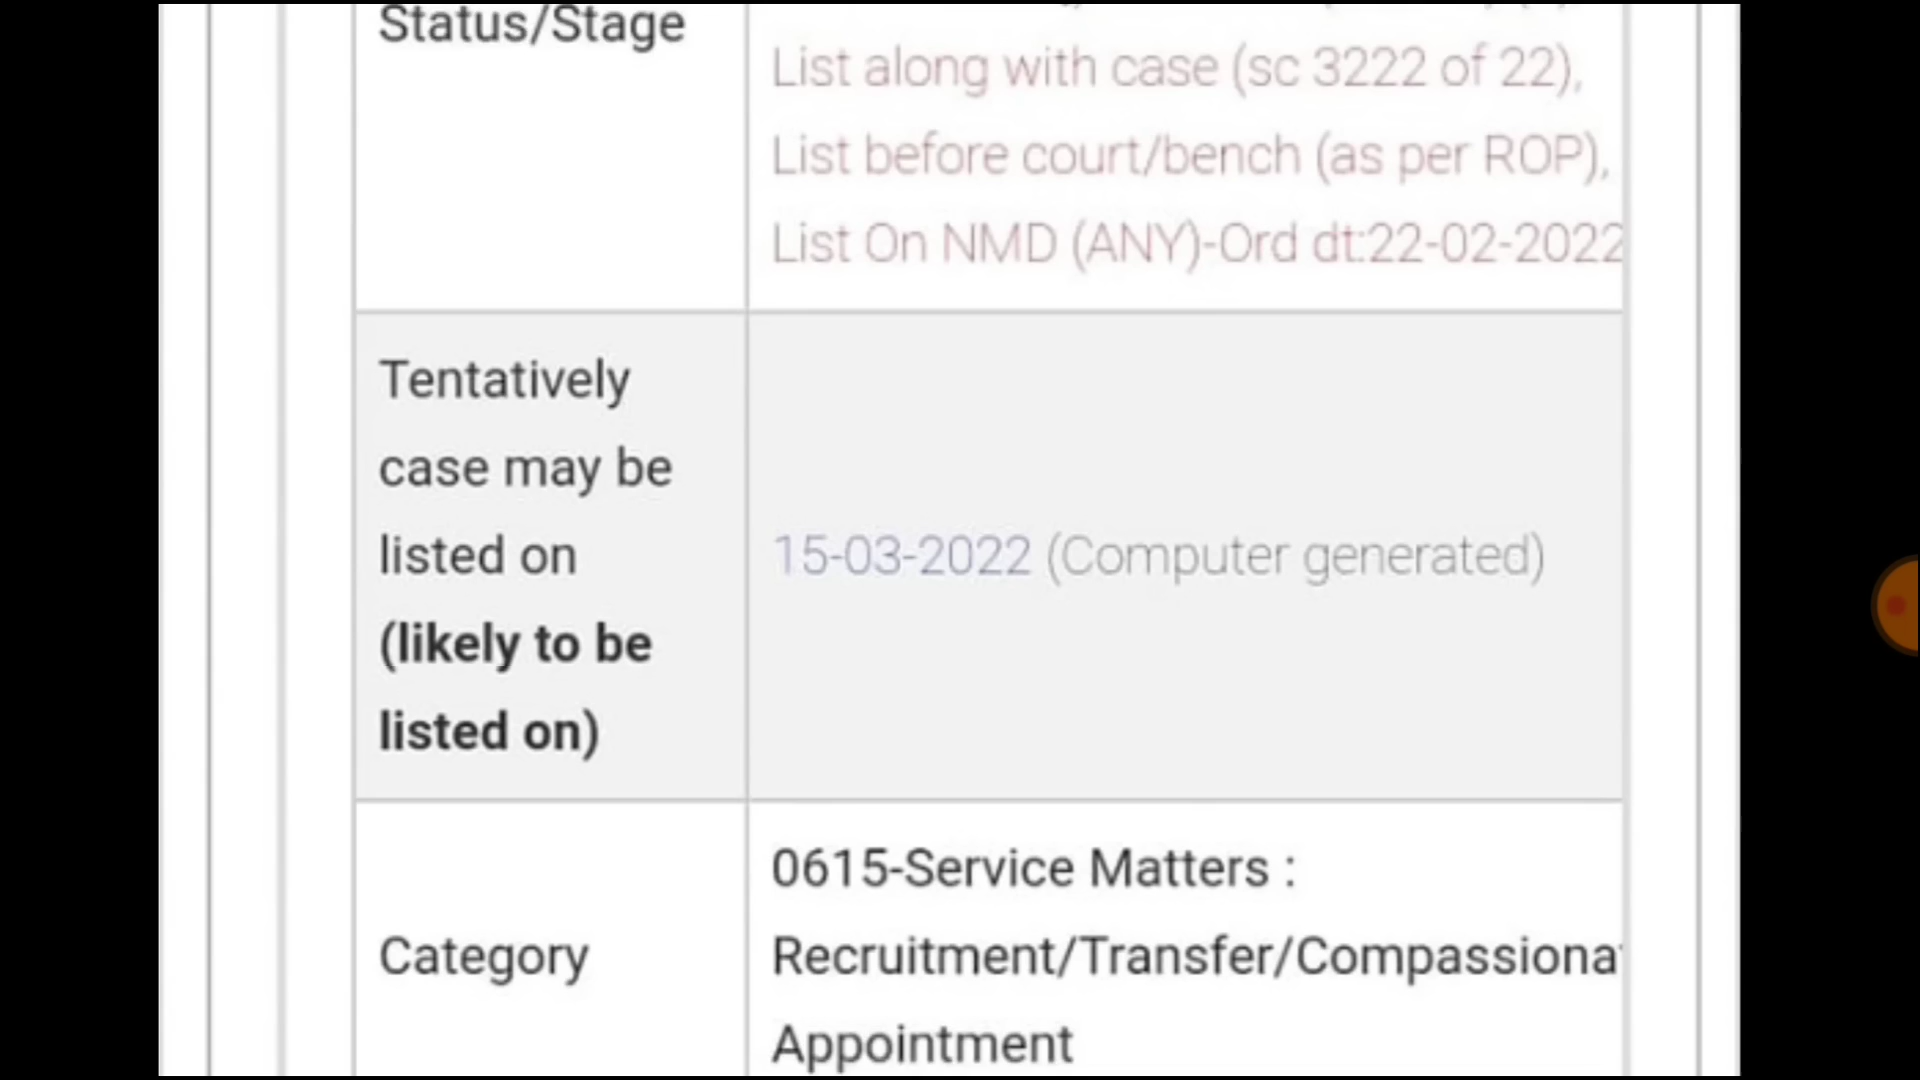 Status/Stage
List along with case (sc 3222 of 22),
List before court/bench (as per ROP),
List On NMD (ANY)-Ord dt:22-02-2022
Tentatively
case may be
listed on
(likely to be
listed on)
15-03-2022 (Computer generated)
Category
0615-Service Matters :
Recruitment/Transfer/Compassiona
Appointment